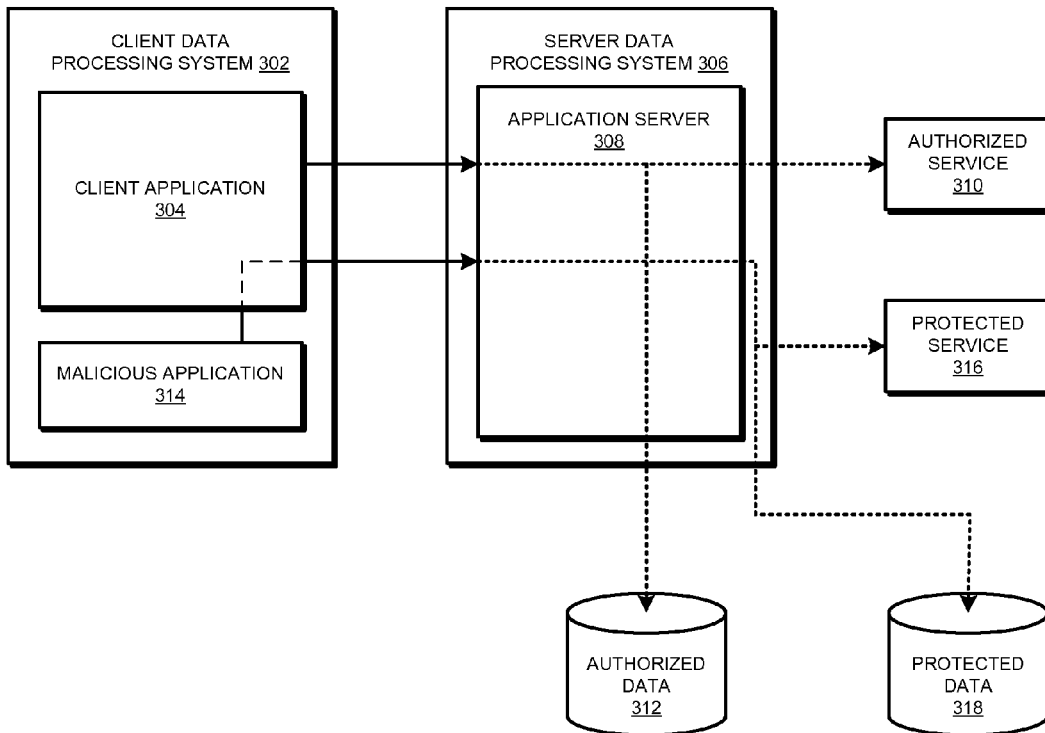 CLIENT DATA
PROCESSING SYSTEM 302
CLIENT APPLICATION
304
MALICIOUS APPLICATION
314
SERVER DATA
PROCESSING SYSTEM 306
APPLICATION SERVER
308
AUTHORIZED
SERVICE
310
PROTECTED
SERVICE
316
AUTHORIZED
DATA
312
PROTECTED
DATA
318